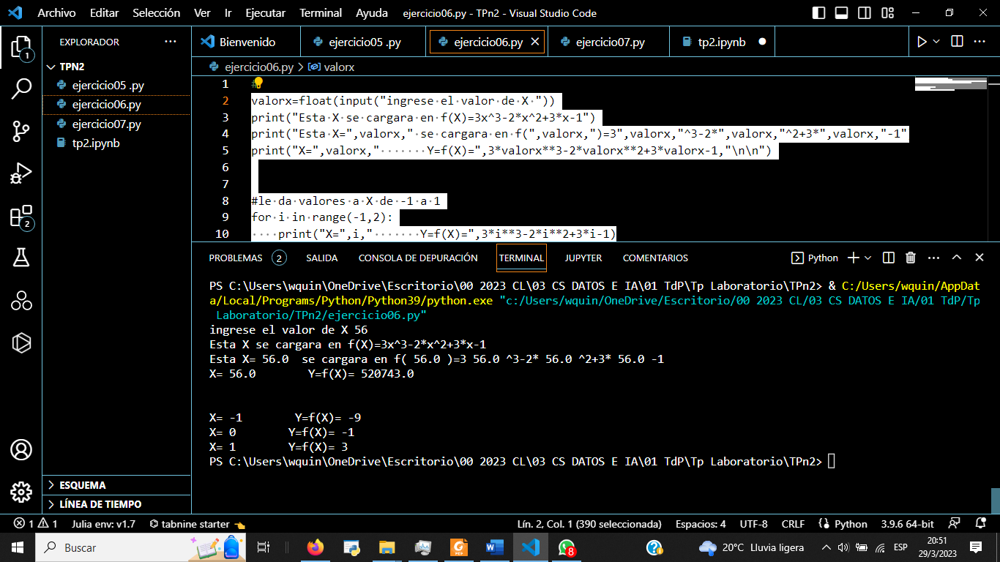 Archivo Editar Selección Ver Ir Ejecutar Terminal Ayuda ejercicio06.py - TPn2 - Visual Studio Code
EXPLORADOR ···
Bienvenido ejercicio05 .py ejercicio06.py ejercicio07.py tp2.ipynb
1
TPN2
ejercicio05 .py
ejercicio06.py
ejercicio07.py
tp2.ipynb
2
ESQUEMA
LÍNEA DE TIEMPO
ejercicio06.py > valorx
1
2 valorx=float(input("ingrese el valor de X "))
3 print("Esta X se cargara en f(X)=3x^3-2*x^2+3*x-1")
4 print("Esta X=",valorx," se cargara en f(",valorx,")=3",valorx,"^3-2*",valorx,"^2+3*",valorx,"-1"
5 print("X=",valorx,"        Y=f(X)=",3*valorx**3-2*valorx**2+3*valorx-1,"\n\n")
6
7
8 #le da valores a X de -1 a 1
9 for i in range(-1,2):
10     print("X=",i,"        Y=f(X)=",3*i**3-2*i**2+3*i-1)
PROBLEMAS 2 SALIDA CONSOLA DE DEPURACIÓN TERMINAL JUPYTER COMENTARIOS Python
PS C:\Users\wquin\OneDrive\Escritorio\00 2023 CL\03 CS DATOS E IA\01 TdP\Tp Laboratorio\TPn2> & C:/Users/wquin/AppDat
a/Local/Programs/Python/Python39/python.exe "c:/Users/wquin/OneDrive/Escritorio/00 2023 CL/03 CS DATOS E IA/01 TdP/Tp
Laboratorio/TPn2/ejercicio06.py"
ingrese el valor de X 56
Esta X se cargara en f(X)=3x^3-2*x^2+3*x-1
Esta X= 56.0  se cargara en f( 56.0 )=3 56.0 ^3-2* 56.0 ^2+3* 56.0 -1
X= 56.0        Y=f(X)= 520743.0
X= -1        Y=f(X)= -9
X= 0        Y=f(X)= -1
X= 1        Y=f(X)= 3
PS C:\Users\wquin\OneDrive\Escritorio\00 2023 CL\03 CS DATOS E IA\01 TdP\Tp Laboratorio\TPn2>
1 1 Julia env: v1.7 tabnine starter Lín. 2, Col. 1 (390 seleccionada) Espacios: 4 UTF-8 CRLF Python 3.9.6 64-bit
Buscar 8 20°C Lluvia ligera ESP 20:51
29/3/2023